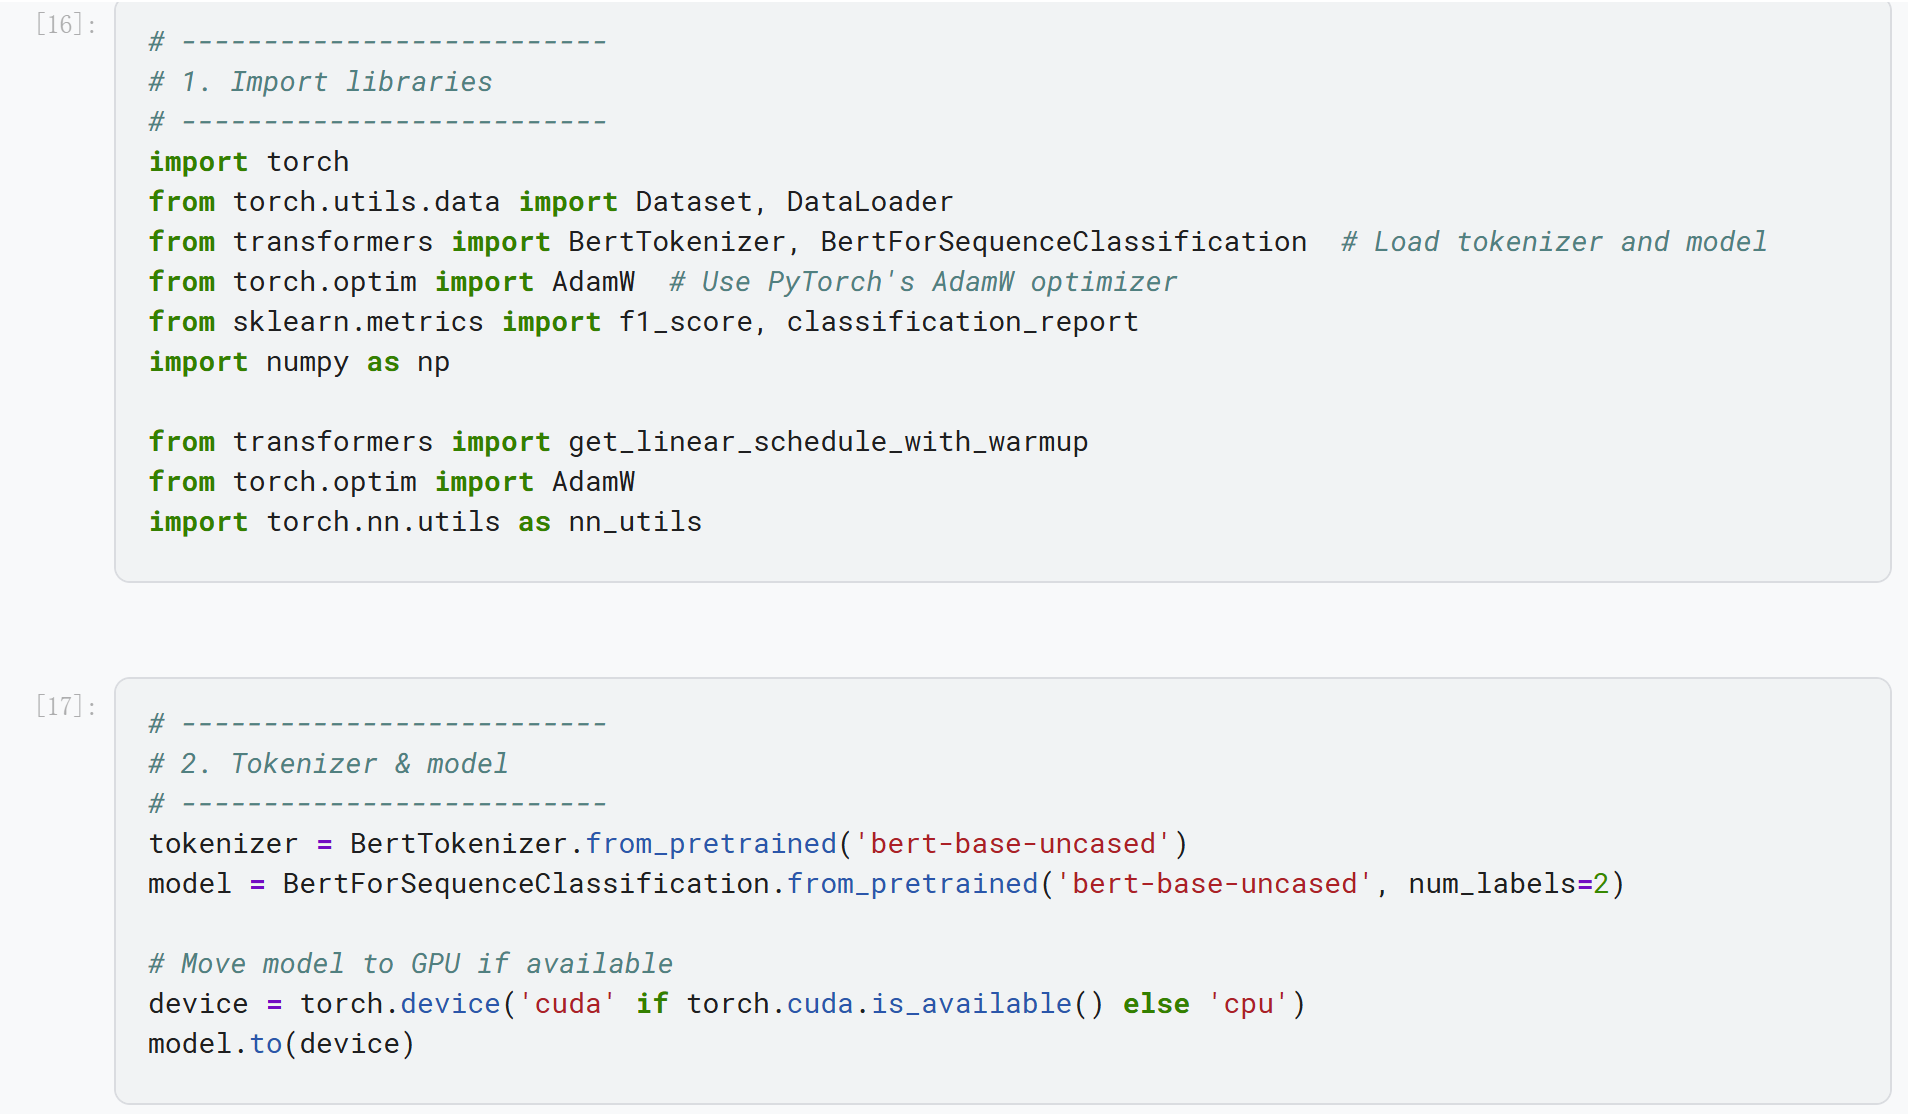 [16]:
# --------------------------
# 1. Import libraries
# --------------------------
import torch
from torch.utils.data import Dataset, DataLoader
from transformers import BertTokenizer, BertForSequenceClassification  # Load tokenizer and model
from torch.optim import AdamW  # Use PyTorch's AdamW optimizer
from sklearn.metrics import f1_score, classification_report
import numpy as np

from transformers import get_linear_schedule_with_warmup
from torch.optim import AdamW
import torch.nn.utils as nn_utils

[17]:
# --------------------------
# 2. Tokenizer & model
# --------------------------
tokenizer = BertTokenizer.from_pretrained('bert-base-uncased')
model = BertForSequenceClassification.from_pretrained('bert-base-uncased', num_labels=2)

# Move model to GPU if available
device = torch.device('cuda' if torch.cuda.is_available() else 'cpu')
model.to(device)